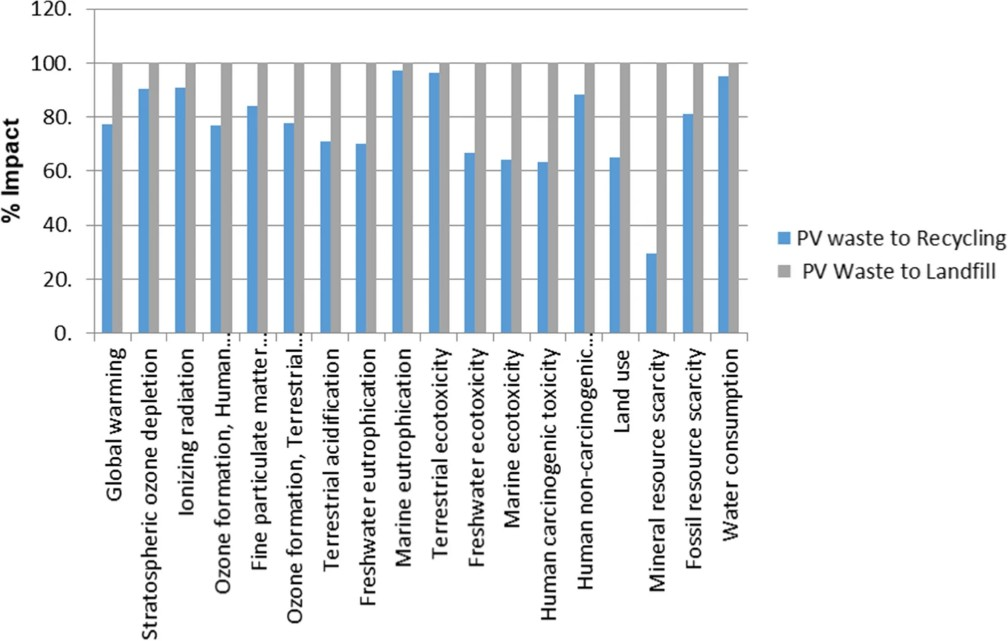 120.
100.
80.
60.
40.
20.
0.
% Impact
Global warming
Stratospheric ozone depletion
Ionizing radiation
Ozone formation, Human...
Fine particulate matter...
Ozone formation, Terrestrial...
Terrestrial acidification
Freshwater eutrophication
Marine eutrophication
Terrestrial ecotoxicity
Freshwater ecotoxicity
Marine ecotoxicity
Human carcinogenic toxicity
Human non-carcinogenic...
Land use
Mineral resource scarcity
Fossil resource scarcity
Water consumption
PV waste to Recycling
PV Waste to Landfill